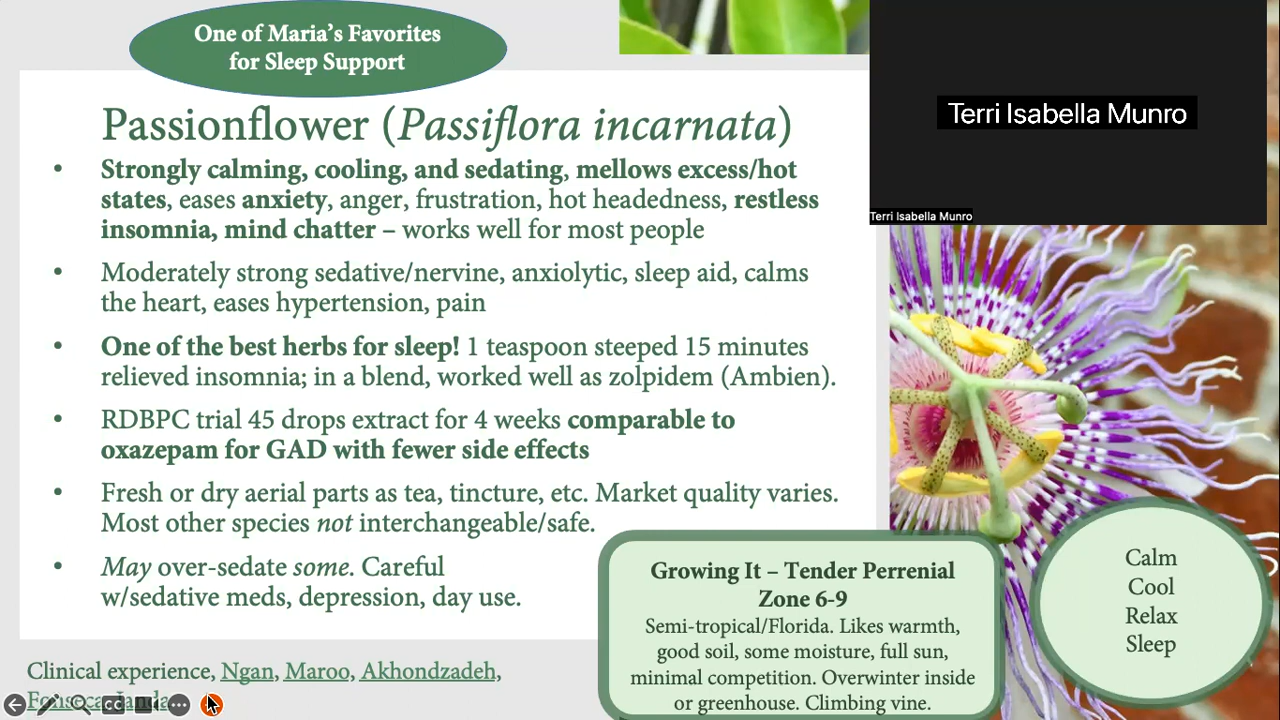 One of Maria's Favorites
for Sleep Support
Passionflower (Passiflora incarnata)
• Strongly calming, cooling, and sedating, mellows excess/hot
states, eases anxiety, anger, frustration, hot headedness, restless
insomnia, mind chatter – works well for most people
• Moderately strong sedative/nervine, anxiolytic, sleep aid, calms
the heart, eases hypertension, pain
• One of the best herbs for sleep! 1 teaspoon steeped 15 minutes
relieved insomnia; in a blend, worked well as zolpidem (Ambien).
• RDBPC trial 45 drops extract for 4 weeks comparable to
oxazepam for GAD with fewer side effects
• Fresh or dry aerial parts as tea, tincture, etc. Market quality varies.
Most other species not interchangeable/safe.
• May over-sedate some. Careful
w/sedative meds, depression, day use.
Clinical experience, Ngan, Maroo, Akhondzadeh,
Terri Isabella Munro
Terri Isabella Munro
Growing It – Tender Perrenial
Zone 6-9
Semi-tropical/Florida. Likes warmth,
good soil, some moisture, full sun,
minimal competition. Overwinter inside
or greenhouse. Climbing vine.
Calm
Cool
Relax
Sleep
CC